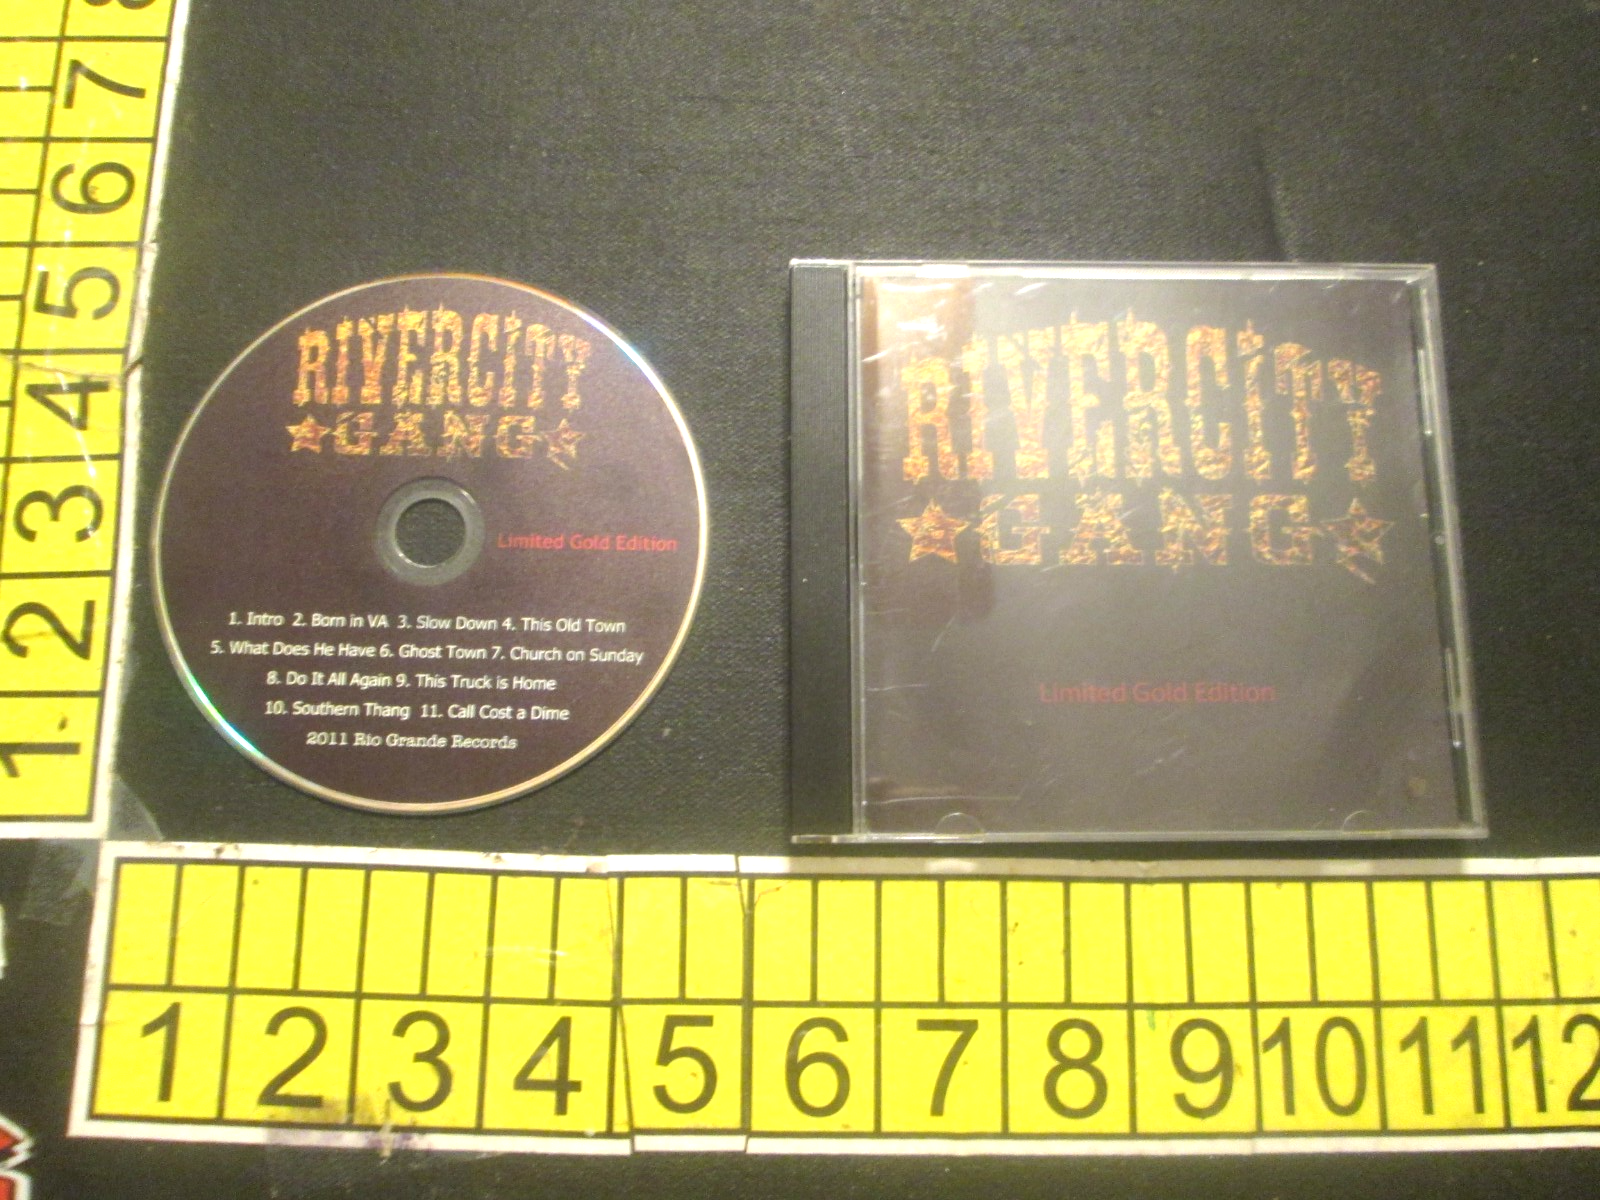 RIVERCITY
GANG
Limited Gold Edition
1. Intro 2. Born in VA 3. Slow Down 4. This Old Town
5. What Does He Have 6. Ghost Town 7. Church on Sunday
8. Do It All Again 9. This Truck is Home
10. Southern Thang 11. Call Cost a Dime
2011 Rio Grande Records
RIVERCITY
GANG
Limited Gold Edition
8
7
6
5
4
3
2
1
1 2 3 4 5 6 7 8 9 10 11 12